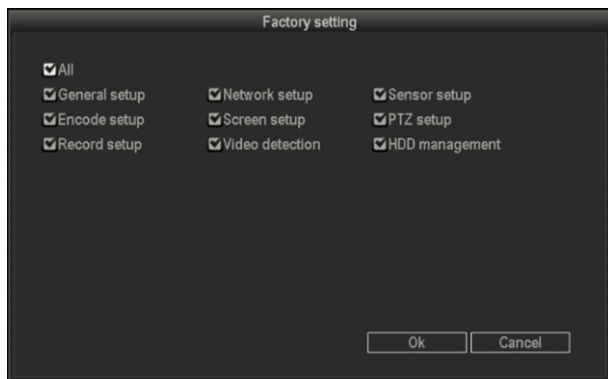 Factory setting
All
General setup Network setup Sensor setup
Encode setup Screen setup PTZ setup
Record setup Video detection HDD management
Ok Cancel